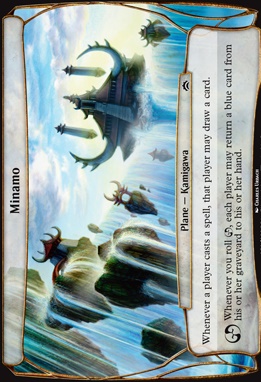 Minamo
Plane — Kamigawa
Whenever a player casts a spell, that player may draw a card.
Whenever you roll , each player may return a blue card from
his or her graveyard to his or her hand.
Charles Urbach